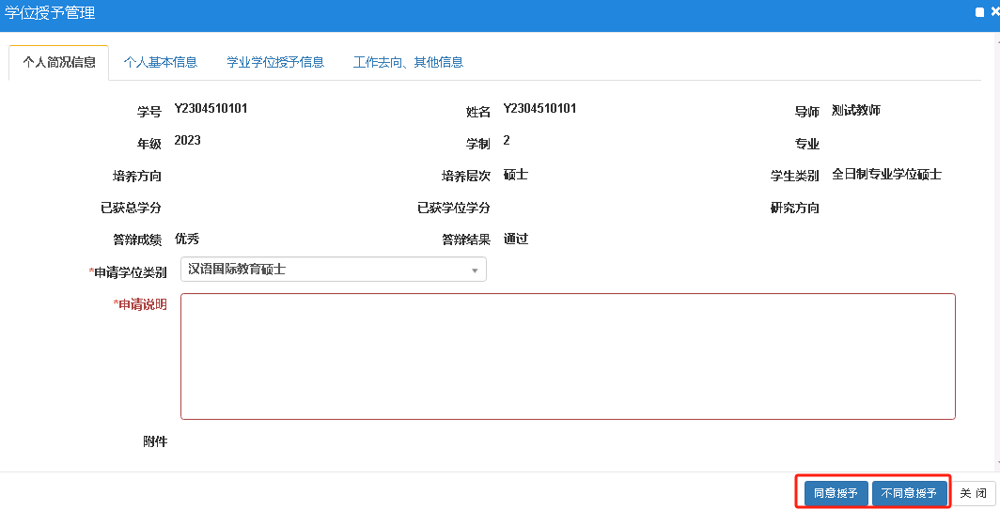 学位授予管理
个人简况信息 个人基本信息 学业学位授予信息 工作去向、其他信息
学号 Y2304510101 姓名 Y2304510101 导师 测试教师
年级 2023 学制 2 专业
培养方向 培养层次 硕士 学生类别 全日制专业学位硕士
已获总学分 已获学位学分 研究方向
答辩成绩 优秀 答辩结果 通过
*申请学位类别 汉语国际教育硕士
*申请说明
附件
同意授予 不同意授予 关 闭